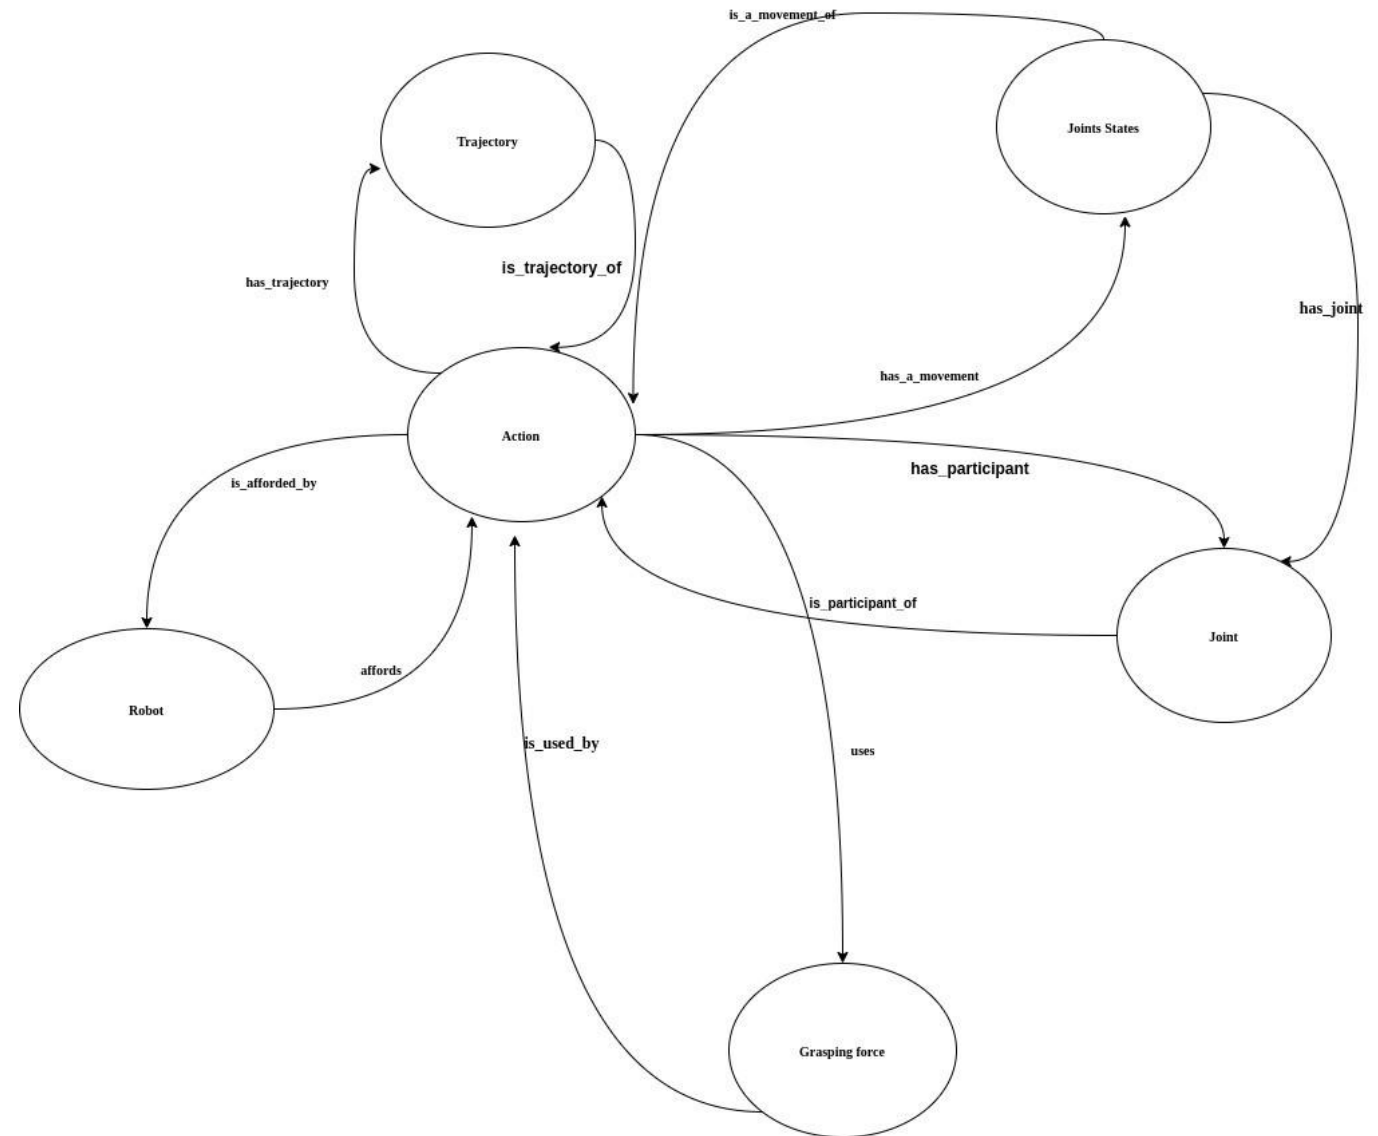 is_a_movement_of
Joints States
Trajectory
is_trajectory_of
has_trajectory
has_joint
has_a_movement
Action
has_participant
is_afforded_by
is_participant_of
Joint
affords
Robot
is_used_by
uses
Grasping force